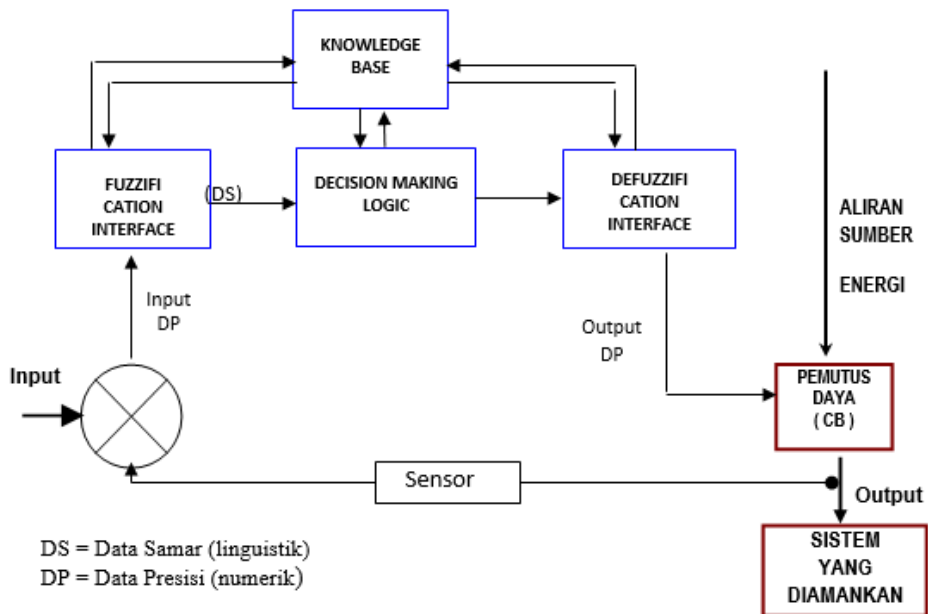 KNOWLEDGE
BASE
FUZZIFI
CATION
INTERFACE
(DS)
DECISION MAKING
LOGIC
DEFUZZIFI
CATION
INTERFACE
ALIRAN
SUMBER
ENERGI
Input
DP
Output
DP
Input
PEMUTUS
DAYA
( CB )
Sensor
Output
DS = Data Samar (linguistik)
DP = Data Presisi (numerik)
SISTEM
YANG
DIAMANKAN